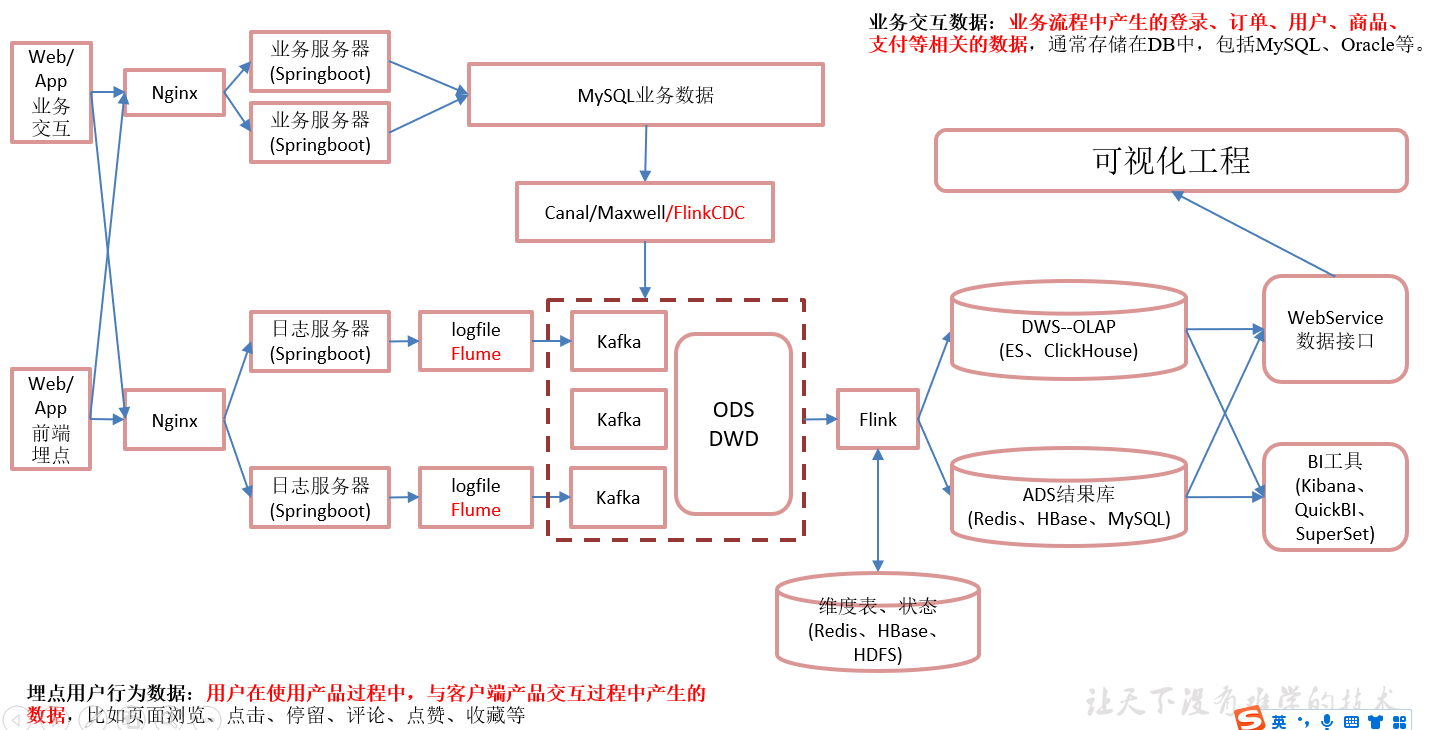 业务交互数据：业务流程中产生的登录、订单、用户、商品、
支付等相关的数据，通常存储在DB中，包括MySQL、Oracle等。
Web/
App
业务
交互
Nginx
业务服务器
(Springboot)
业务服务器
(Springboot)
MySQL业务数据
Canal/Maxwell/FlinkCDC
可视化工程
Web/
App
前端
埋点
Nginx
日志服务器
(Springboot)
logfile
Flume
日志服务器
(Springboot)
logfile
Flume
Kafka
Kafka
Kafka
ODS
DWD
Flink
DWS--OLAP
(ES、ClickHouse)
ADS结果库
(Redis、HBase、MySQL)
维度表、状态
(Redis、HBase、
HDFS)
WebService
数据接口
BI工具
(Kibana、
QuickBI、
SuperSet)
埋点用户行为数据：用户在使用产品过程中，与客户端产品交互过程中产生的
数据，比如页面浏览、点击、停留、评论、点赞、收藏等
让天下没有难学的技术
英